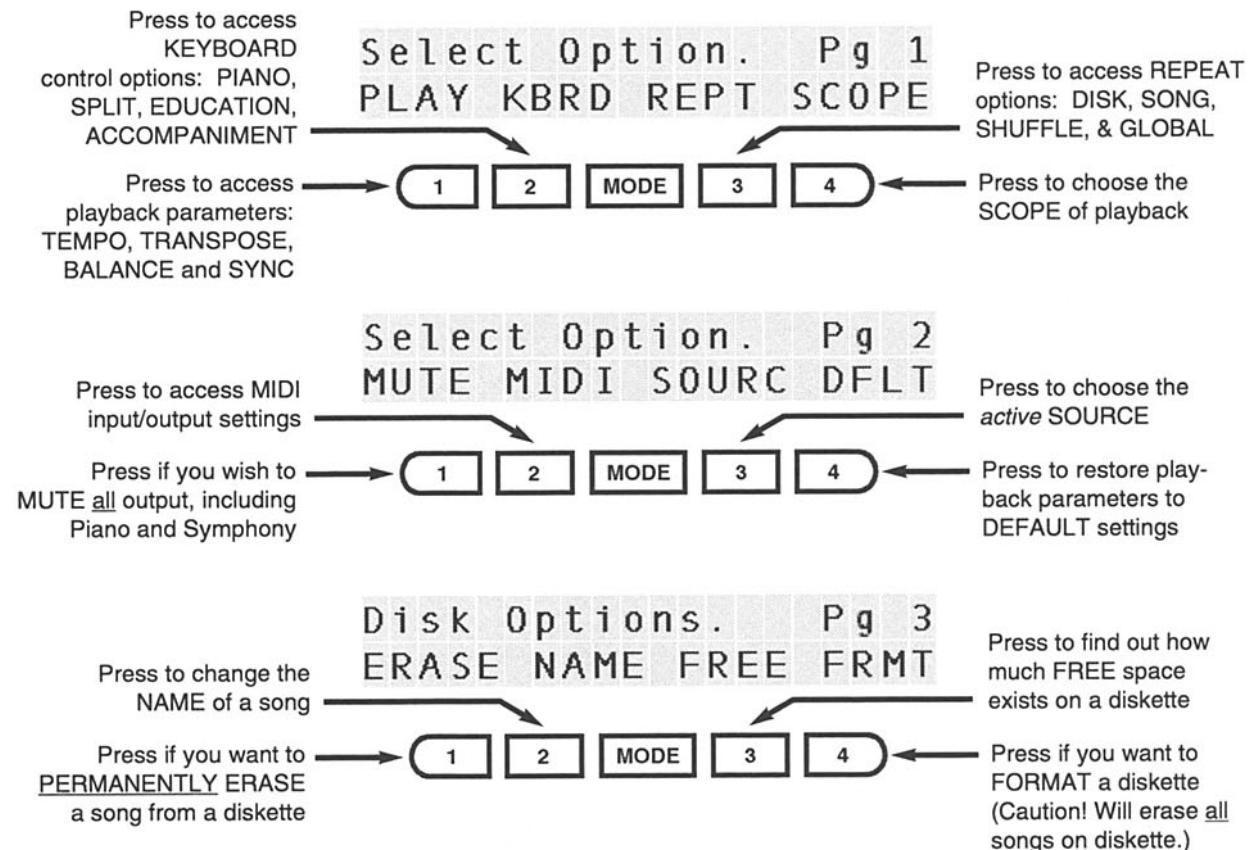 Press to access
KEYBOARD
control options: PIANO,
SPLIT, EDUCATION,
ACCOMPANIMENT
Press to access
playback parameters:
TEMPO, TRANSPOSE,
BALANCE and SYNC
Select Option. Pg 1
PLAY KBRD REPT SCOPE
1 2 MODE 3 4
Press to access REPEAT
options: DISK, SONG,
SHUFFLE, & GLOBAL
Press to choose the
SCOPE of playback
Press to access MIDI
input/output settings
Press if you wish to
MUTE all output, including
Piano and Symphony
Select Option. Pg 2
MUTE MIDI SOURC DFLT
1 2 MODE 3 4
Press to choose the
active SOURCE
Press to restore play-
back parameters to
DEFAULT settings
Press to change the
NAME of a song
Press if you want to
PERMANENTLY ERASE
a song from a diskette
Disk Options. Pg 3
ERASE NAME FREE FRMT
1 2 MODE 3 4
Press to find out how
much FREE space
exists on a diskette
Press if you want to
FORMAT a diskette
(Caution! Will erase all
songs on diskette.)